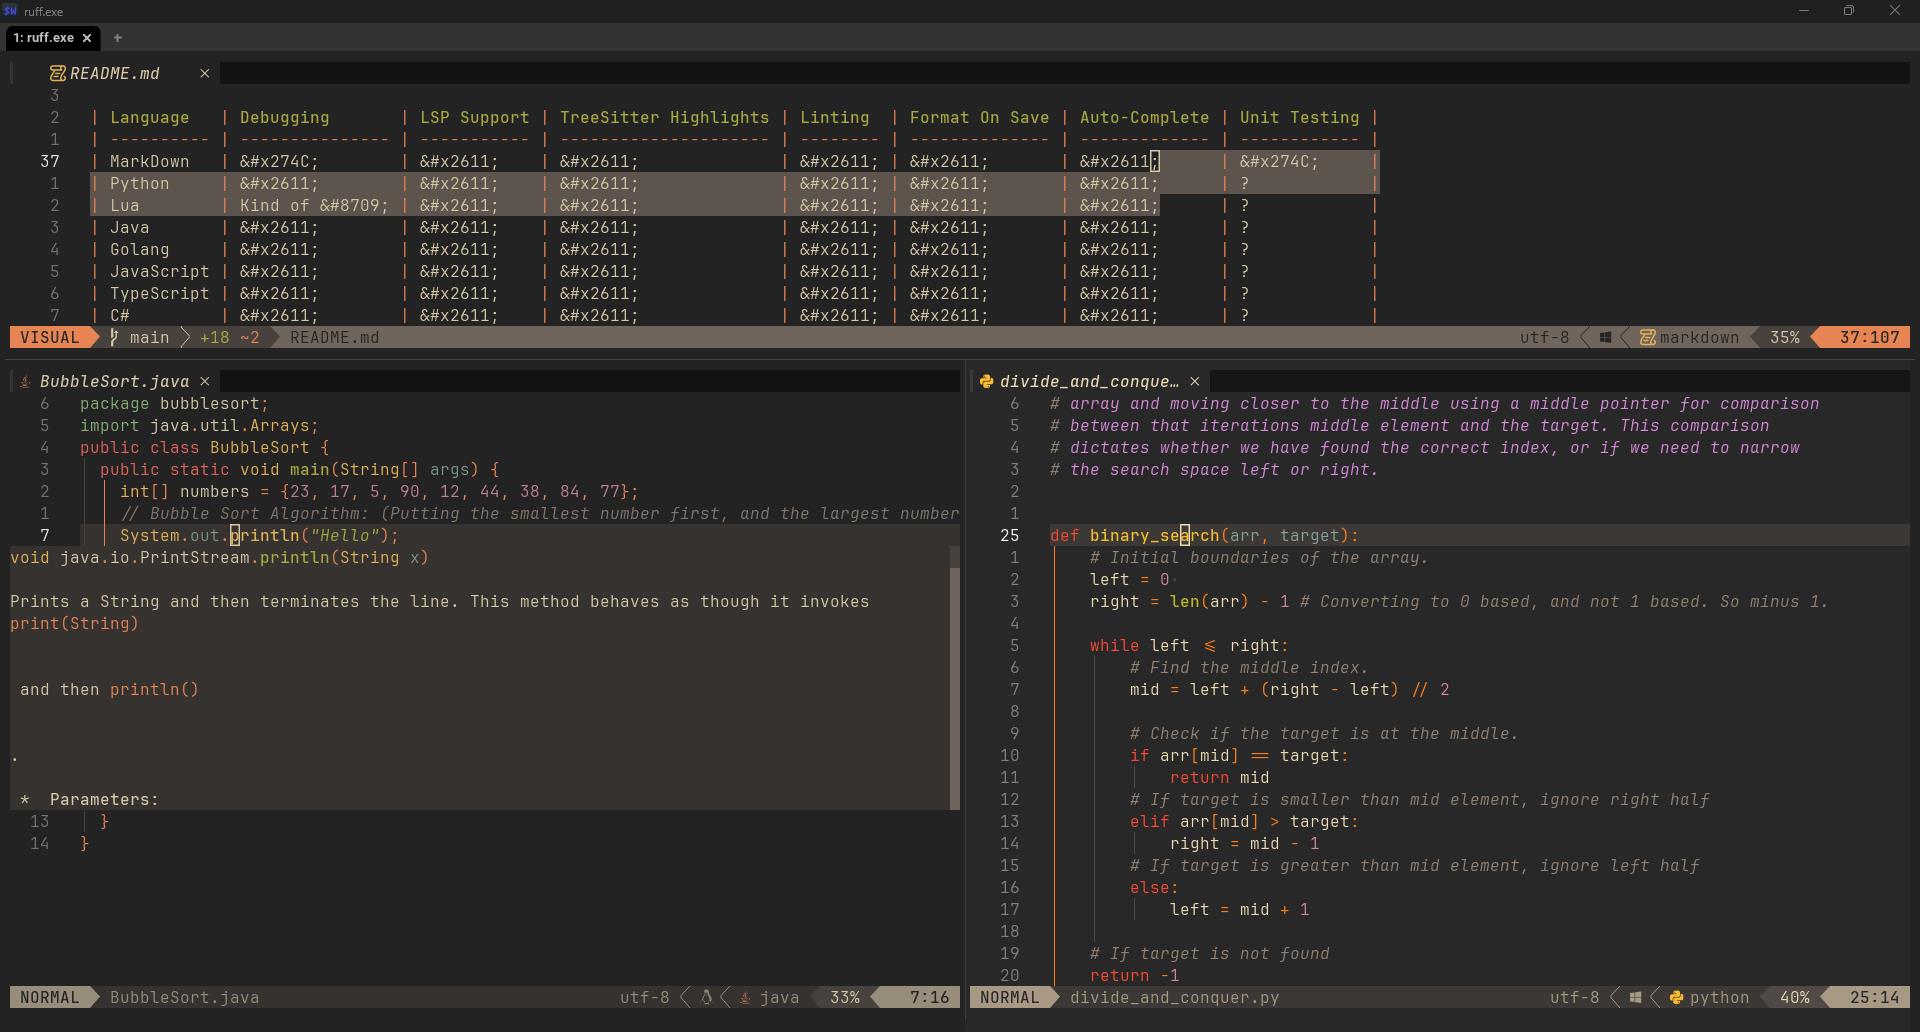 $W ruff.exe
1: ruff.exe × +
README.md ×
3
2 | Language | Debugging | LSP Support | TreeSitter Highlights | Linting | Format On Save | Auto-Complete | Unit Testing |
1 | ---------- | --------------- | ----------- | --------------------- | -------- | -------------- | ------------- | ------------ |
37 | MarkDown | &#x274C; | &#x2611; | &#x2611; | &#x2611; | &#x2611; | &#x2611; | &#x274C; |
1 | Python | &#x2611; | &#x2611; | &#x2611; | &#x2611; | &#x2611; | &#x2611; | ? |
2 | Lua | Kind of &#8709; | &#x2611; | &#x2611; | &#x2611; | &#x2611; | &#x2611; | ? |
3 | Java | &#x2611; | &#x2611; | &#x2611; | &#x2611; | &#x2611; | &#x2611; | ? |
4 | Golang | &#x2611; | &#x2611; | &#x2611; | &#x2611; | &#x2611; | &#x2611; | ? |
5 | JavaScript | &#x2611; | &#x2611; | &#x2611; | &#x2611; | &#x2611; | &#x2611; | ? |
6 | TypeScript | &#x2611; | &#x2611; | &#x2611; | &#x2611; | &#x2611; | &#x2611; | ? |
7 | C# | &#x2611; | &#x2611; | &#x2611; | &#x2611; | &#x2611; | &#x2611; | ? |
VISUAL main +18 ~2 README.md utf-8 markdown 35% 37:107
BubbleSort.java ×
6 package bubblesort;
5 import java.util.Arrays;
4 public class BubbleSort {
3 public static void main(String[] args) {
2 int[] numbers = {23, 17, 5, 90, 12, 44, 38, 84, 77};
1 // Bubble Sort Algorithm: (Putting the smallest number first, and the largest number
7 System.out.println("Hello");
void java.io.PrintStream.println(String x)
Prints a String and then terminates the line. This method behaves as though it invokes
print(String)
and then println()
.
* Parameters:
13 }
14 }
NORMAL BubbleSort.java utf-8 java 33% 7:16
divide_and_conque… ×
6 # array and moving closer to the middle using a middle pointer for comparison
5 # between that iterations middle element and the target. This comparison
4 # dictates whether we have found the correct index, or if we need to narrow
3 # the search space left or right.
2
1
25 def binary_search(arr, target):
1 # Initial boundaries of the array.
2 left = 0
3 right = len(arr) - 1 # Converting to 0 based, and not 1 based. So minus 1.
4
5 while left <= right:
6 # Find the middle index.
7 mid = left + (right - left) // 2
8
9 # Check if the target is at the middle.
10 if arr[mid] == target:
11 return mid
12 # If target is smaller than mid element, ignore right half
13 elif arr[mid] > target:
14 right = mid - 1
15 # If target is greater than mid element, ignore left half
16 else:
17 left = mid + 1
18
19 # If target is not found
20 return -1
NORMAL divide_and_conquer.py utf-8 python 40% 25:14